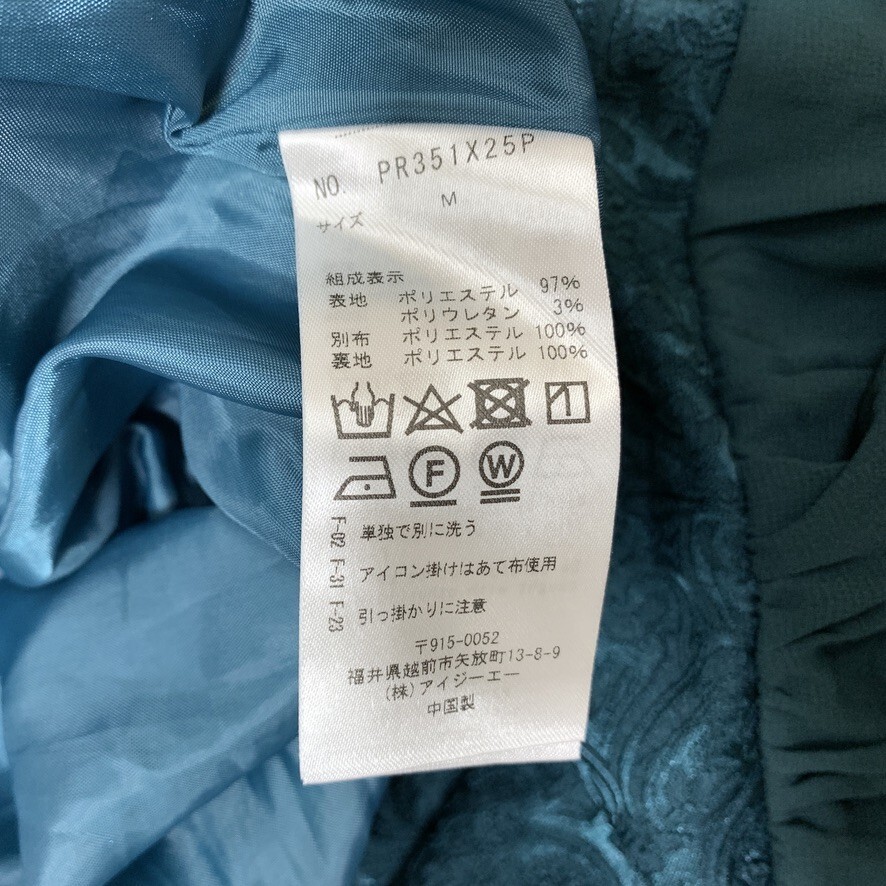 NO. PR351X25P
サイズ M
組成表示
表地 ポリエステル 97%
ポリウレタン 3%
別布 ポリエステル 100%
裏地 ポリエステル 100%
F
W
F-02 単独で別に洗う
F-31 アイコン掛けはあて布使用
F-23 引っ掛かりに注意
〒915-0052
福井県越前市矢放町13-8-9
(株)アイジーエー
中国製